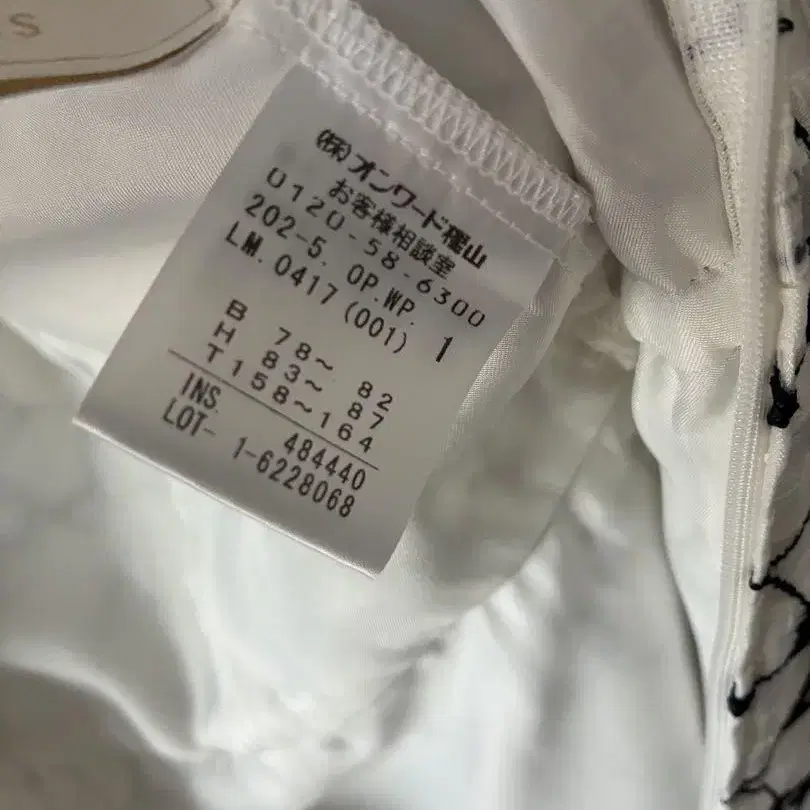 S
(株)オンワード樫山
お客様相談室
0120-58-6300
202-5. OP.WP.
LM. 0417 (001) 1
B 78~ 82
H 83~ 87
T 158~164
INS. 484440
LOT- 1-6228068